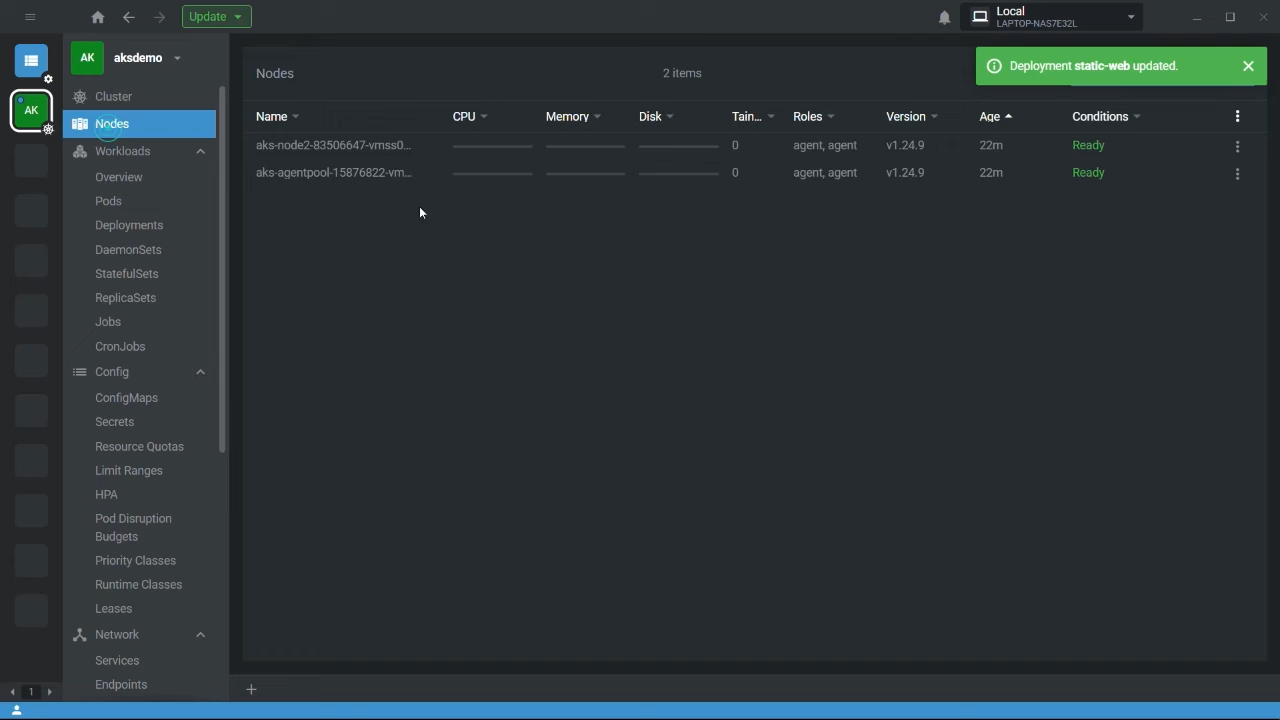 Update
Local
LAPTOP-NAS7E32L
AK
aksdemo
AK
Cluster
Nodes
Workloads
Overview
Pods
Deployments
DaemonSets
StatefulSets
ReplicaSets
Jobs
CronJobs
Config
ConfigMaps
Secrets
Resource Quotas
Limit Ranges
HPA
Pod Disruption
Budgets
Priority Classes
Runtime Classes
Leases
Network
Services
Endpoints
1
Nodes
2 items
Deployment static-web updated.
Name CPU Memory Disk Tain... Roles Version Age Conditions
aks-node2-83506647-vmss0... 0 agent, agent v1.24.9 22m Ready
aks-agentpool-15876822-vm... 0 agent, agent v1.24.9 22m Ready